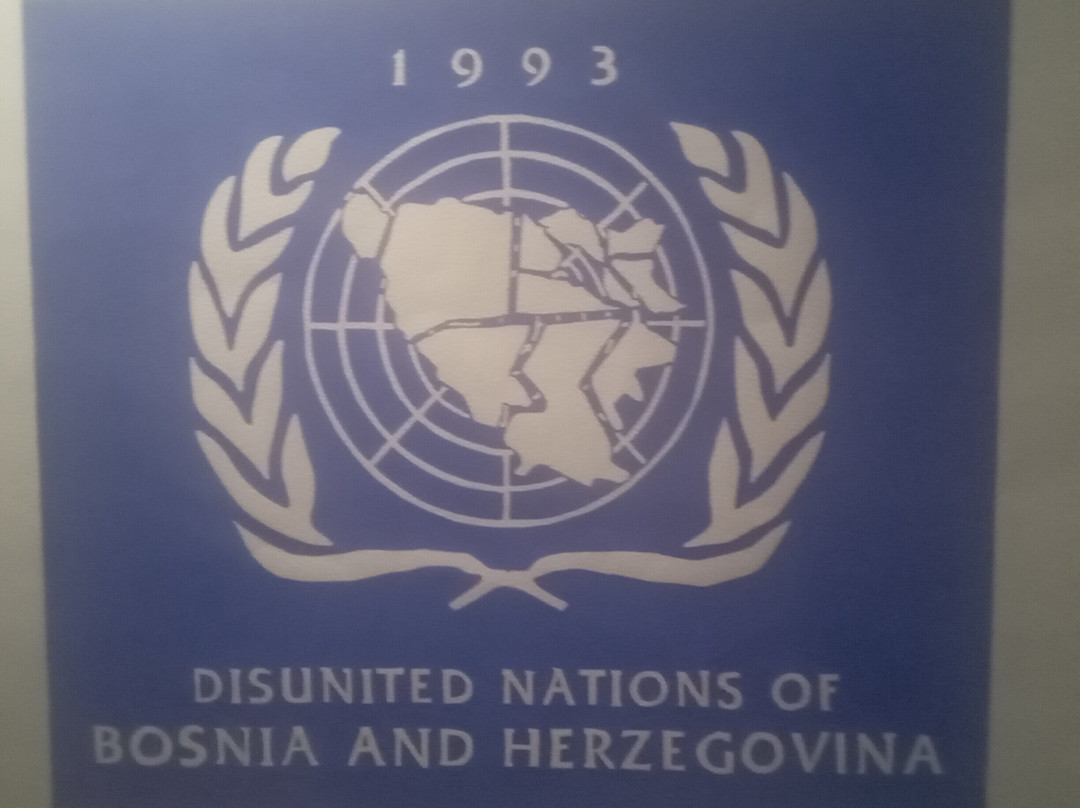 1993
DISUNITED NATIONS OF
BOSNIA AND HERZEGOVINA